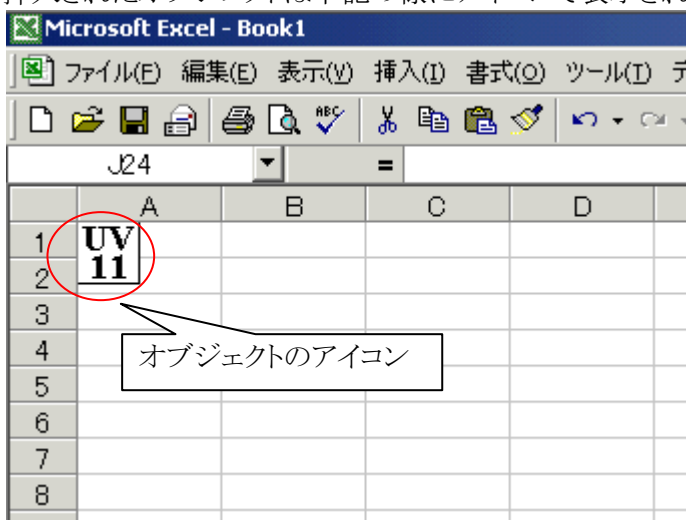 Microsoft Excel - Book1
ファイル(F) 編集(E) 表示(V) 挿入(I) 書式(O) ツール(T)
ABC
J24 =
A B C D
1 UV
2 11
3
4 オブジェクトのアイコン
5
6
7
8